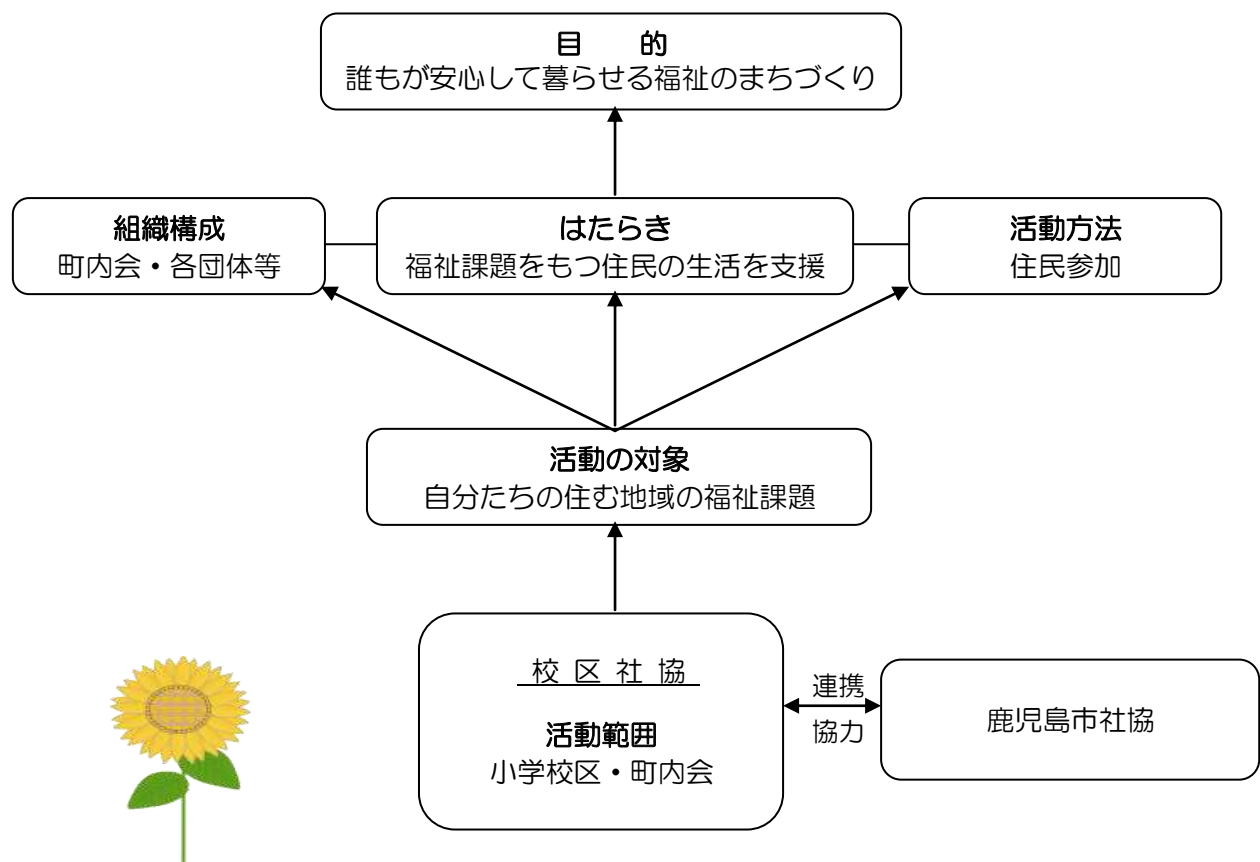 目　的
誰もが安心して暮らせる福祉のまちづくり
組織構成
町内会・各団体等
はたらき
福祉課題をもつ住民の生活を支援
活動方法
住民参加
活動の対象
自分たちの住む地域の福祉課題
校 区 社 協
活動範囲
小学校区・町内会
連携
協力
鹿児島市社協